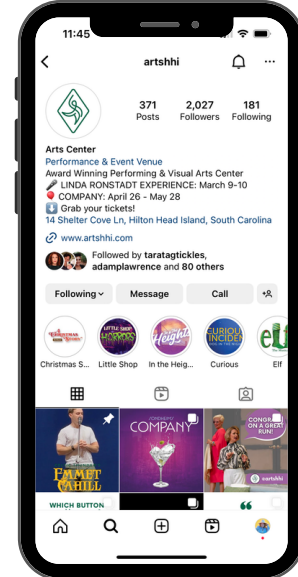 11:45
artshhi
371
Posts
2,027
Followers
181
Following
Arts Center
Performance & Event Venue
Award Winning Performing & Visual Arts Center
🎤 LINDA RONSTADT EXPERIENCE: March 9-10
🎈 COMPANY: April 26 - May 28
⬇️ Grab your tickets!
14 Shelter Cove Ln, Hilton Head Island, South Carolina
www.artshhi.com
Followed by taratagtickles,
adamplawrence and 80 others
Following
Message
Call
CHRISTMAS
LITTLE SHOP
HORRORS
Heights
CURIOUS
INCIDEN
elf
Christmas S...
Little Shop
In the Heig...
Curious
Elf
EMMET
CAHILL
COMPANY
CONGRA
ON A GREAT
RUN!
artshhi
WHICH BUTTON